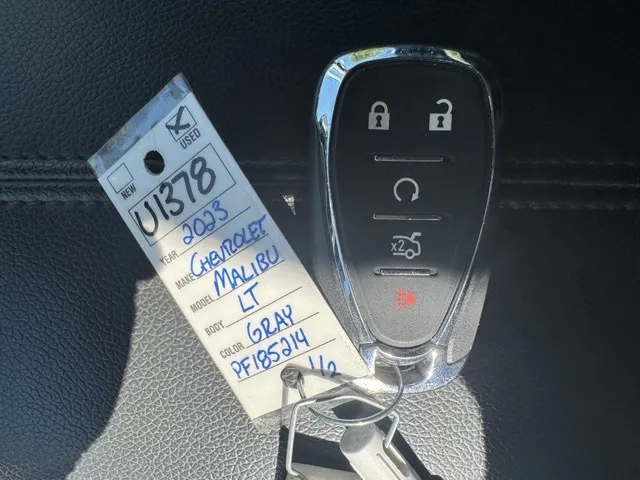 NEW USED
U1378
YEAR 2023
MAKE CHEVROLET
MODEL MALIBU
BODY LT
COLOR GRAY
PF185214
1/2
x2